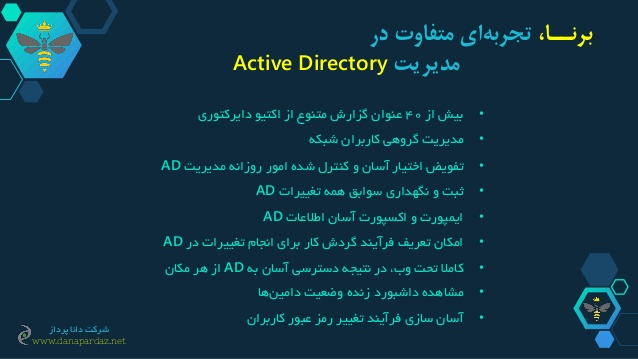 برنـــا، تجربه‌ای متفاوت در
مدیریت Active Directory
• بیش از ۴۰ عنوان گزارش متنوع از اکتیو دایرکتوری
• مدیریت گروهی کاربران شبکه
• تفویض اختیار آسان و کنترل شده امور روزانه مدیریت AD
• ثبت و نگهداری سوابق همه تغییرات AD
• ایمپورت و اکسپورت آسان اطلاعات AD
• امکان تعریف فرآیند گردش کار برای انجام تغییرات در AD
• کاملا تحت وب، در نتیجه دسترسی آسان به AD از هر مکان
• مشاهده داشبورد زنده وضعیت دامین‌ها
• آسان سازی فرآیند تغییر رمز عبور کاربران
شرکت دانا پرداز
www.danapardaz.net